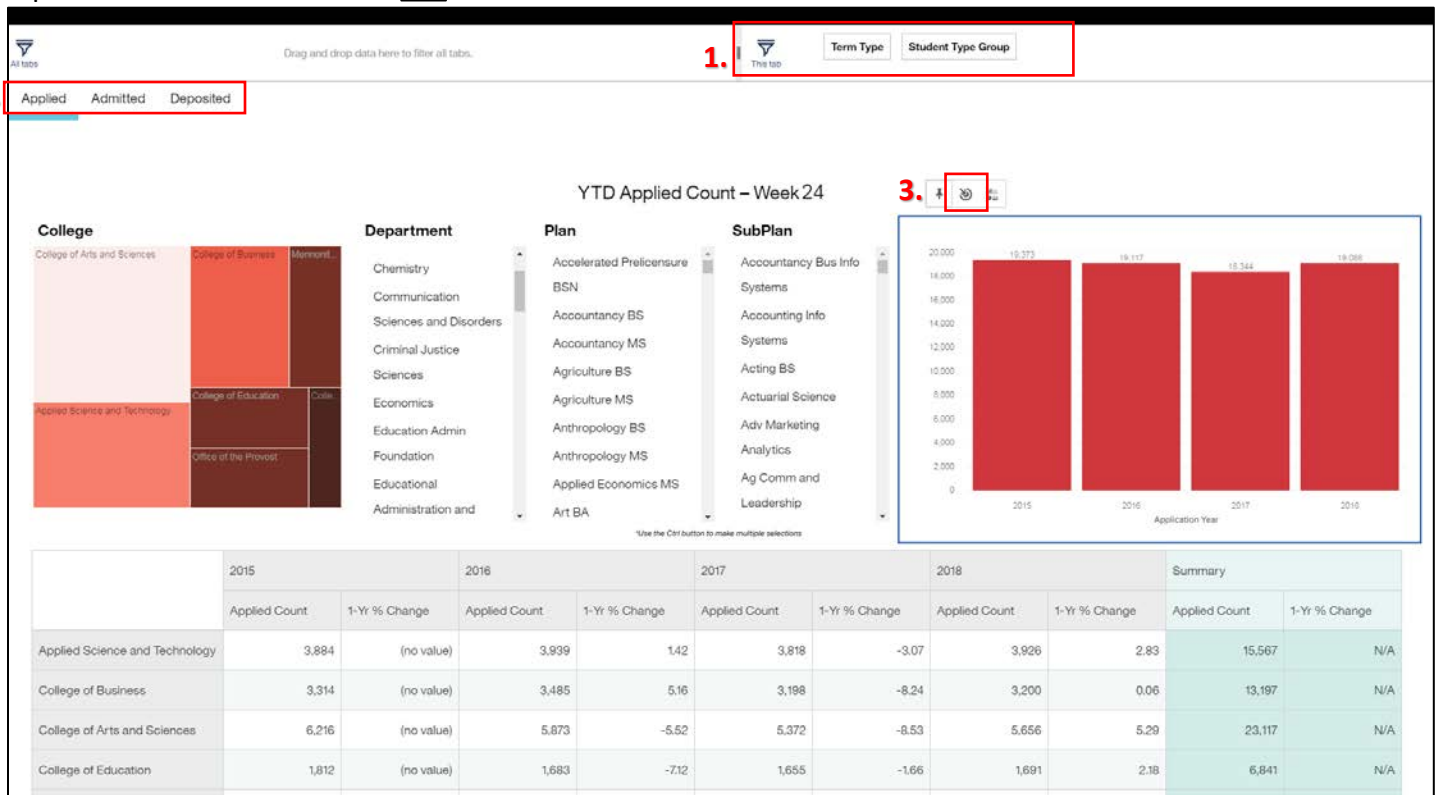 All tabs
Drag and drop data here to filter all tabs.
1.
This tab
Term Type
Student Type Group
Applied Admitted Deposited
YTD Applied Count – Week 24
3.
College
College of Arts and Sciences
College of Business
Mennonit...
Applied Science and Technology
College of Education
Colle...
Office of the Provost
Department
Chemistry
Communication
Sciences and Disorders
Criminal Justice
Sciences
Economics
Education Admin
Foundation
Educational
Administration and
Plan
Accelerated Prelicensure
BSN
Accountancy BS
Accountancy MS
Agriculture BS
Agriculture MS
Anthropology BS
Anthropology MS
Applied Economics MS
Art BA
SubPlan
Accountancy Bus Info
Systems
Accounting Info
Systems
Acting BS
Actuarial Science
Adv Marketing
Analytics
Ag Comm and
Leadership
*Use the Ctrl button to make multiple selections
20,000
18,000
16,000
14,000
12,000
10,000
8,000
6,000
4,000
2,000
0
19,373
19,117
18,344
19,088
2015 2016 2017 2018
Application Year
2015 2016 2017 2018 Summary
Applied Count 1-Yr % Change Applied Count 1-Yr % Change Applied Count 1-Yr % Change Applied Count 1-Yr % Change Applied Count 1-Yr % Change
Applied Science and Technology 3,884 (no value) 3,939 1.42 3,818 -3.07 3,926 2.83 15,567 N/A
College of Business 3,314 (no value) 3,485 5.16 3,198 -8.24 3,200 0.06 13,197 N/A
College of Arts and Sciences 6,216 (no value) 5,873 -5.52 5,372 -8.53 5,656 5.29 23,117 N/A
College of Education 1,812 (no value) 1,683 -7.12 1,655 -1.66 1,691 2.18 6,841 N/A